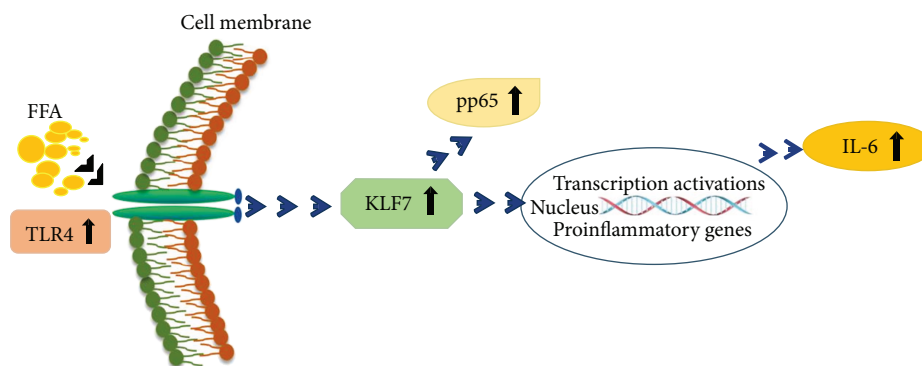 Cell membrane
FFA
TLR4
KLF7
pp65
Transcription activations
Nucleus
Proinflammatory genes
IL-6